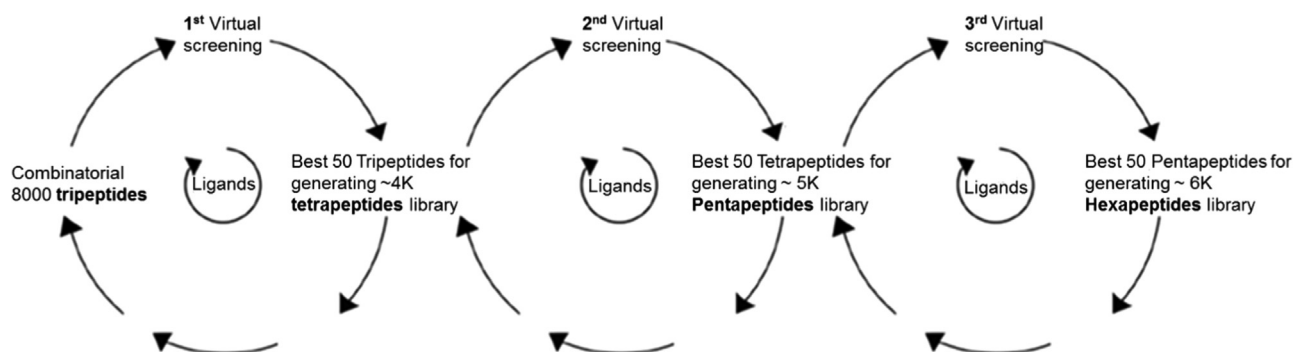 1st Virtual
screening
2nd Virtual
screening
3rd Virtual
screening
Combinatorial
8000 tripeptides
Ligands
Best 50 Tripeptides for
generating ~4K
tetrapeptides library
Ligands
Best 50 Tetrapeptides for
generating ~ 5K
Pentapeptides library
Ligands
Best 50 Pentapeptides for
generating ~ 6K
Hexapeptides library